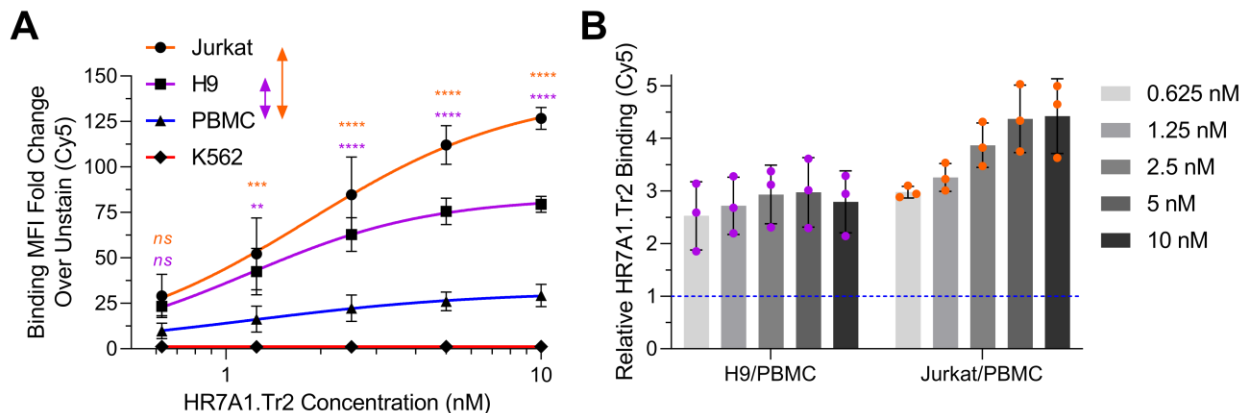 A
Jurkat
H9
PBMC
K562
Binding MFI Fold Change
Over Unstain (Cy5)
150
125
100
75
50
25
0
ns
ns
***
**
****
****
****
****
****
****
1
10
HR7A1.Tr2 Concentration (nM)
B
Relative HR7A1.Tr2 Binding (Cy5)
5
4
3
2
1
0
H9/PBMC
Jurkat/PBMC
0.625 nM
1.25 nM
2.5 nM
5 nM
10 nM